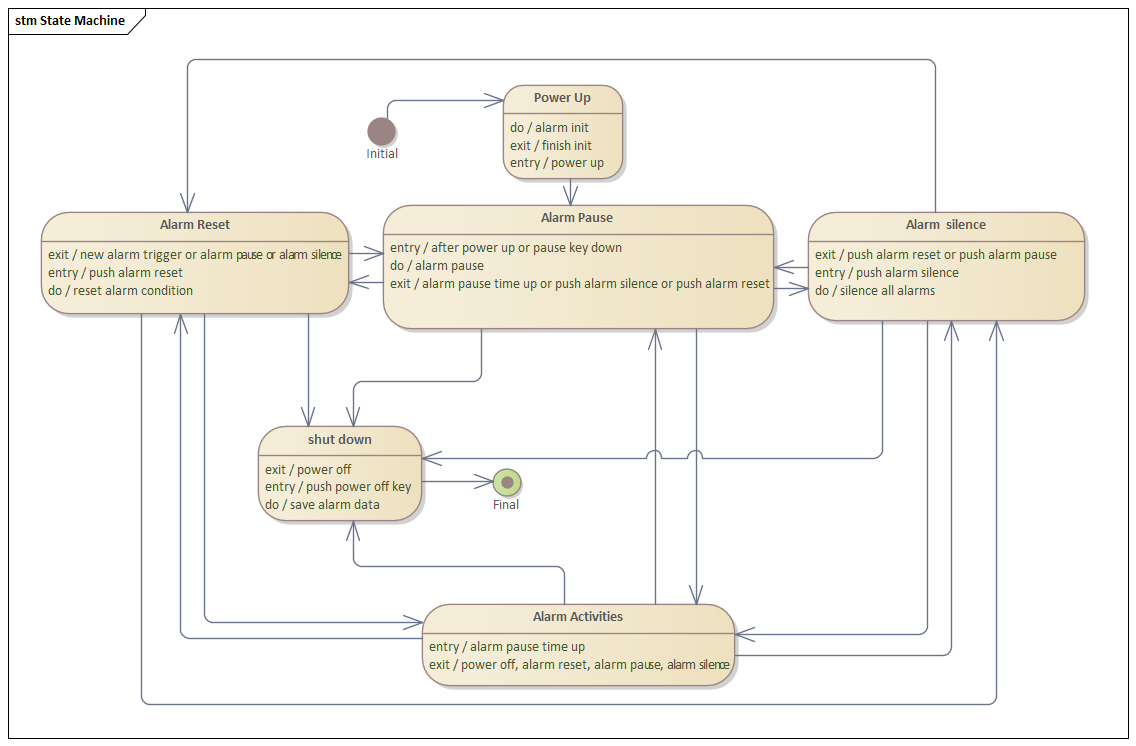 stm State Machine
Power Up
do / alarm init
exit / finish init
entry / power up
Initial
Alarm Reset
exit / new alarm trigger or alarm pause or alarm silence
entry / push alarm reset
do / reset alarm condition
Alarm Pause
entry / after power up or pause key down
do / alarm pause
exit / alarm pause time up or push alarm silence or push alarm reset
Alarm silence
exit / push alarm reset or push alarm pause
entry / push alarm silence
do / silence all alarms
shut down
exit / power off
entry / push power off key
do / save alarm data
Final
Alarm Activities
entry / alarm pause time up
exit / power off, alarm reset, alarm pause, alarm silence